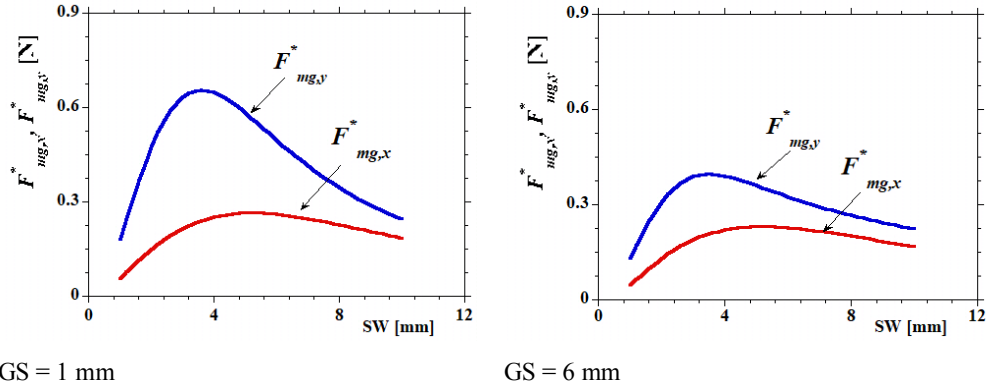 0.9
0.6
0.3
0
0 4 8 12
SW [mm]
F*mg,x, F*mg,y [N]
F*mg,y
F*mg,x
GS = 1 mm
0.9
0.6
0.3
0
0 4 8 12
SW [mm]
F*mg,x, F*mg,y [N]
F*mg,y
F*mg,x
GS = 6 mm